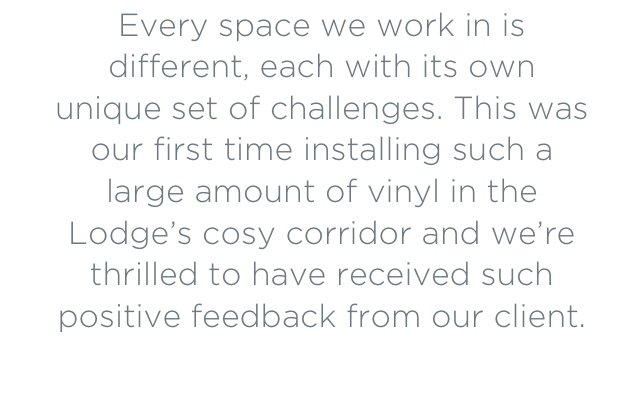 Every space we work in is
different, each with its own
unique set of challenges. This was
our first time installing such a
large amount of vinyl in the
Lodge’s cosy corridor and we’re
thrilled to have received such
positive feedback from our client.